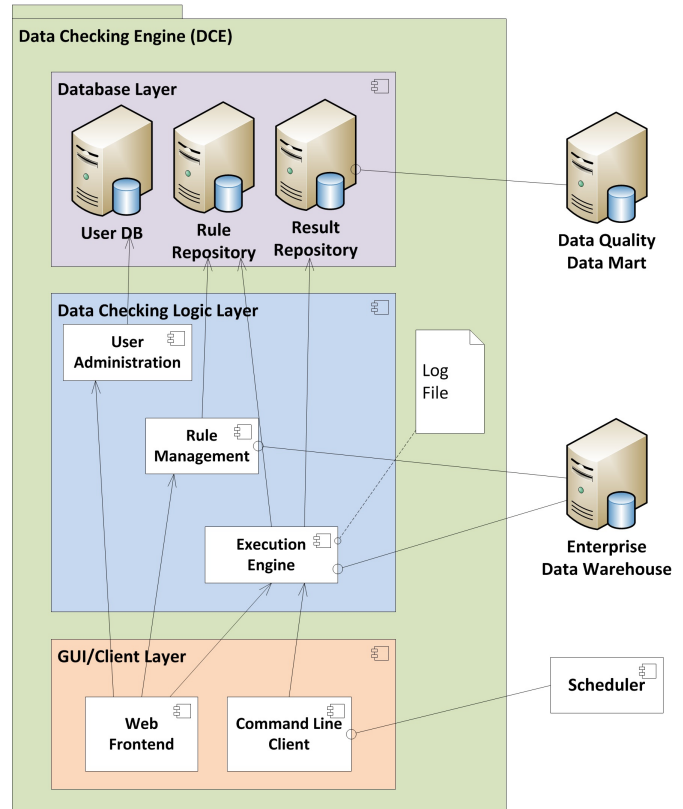 Data Checking Engine (DCE)
Database Layer
User DB
Rule
Repository
Result
Repository
Data Quality
Data Mart
Data Checking Logic Layer
User
Administration
Log
File
Rule
Management
Execution
Engine
Enterprise
Data Warehouse
GUI/Client Layer
Web
Frontend
Command Line
Client
Scheduler